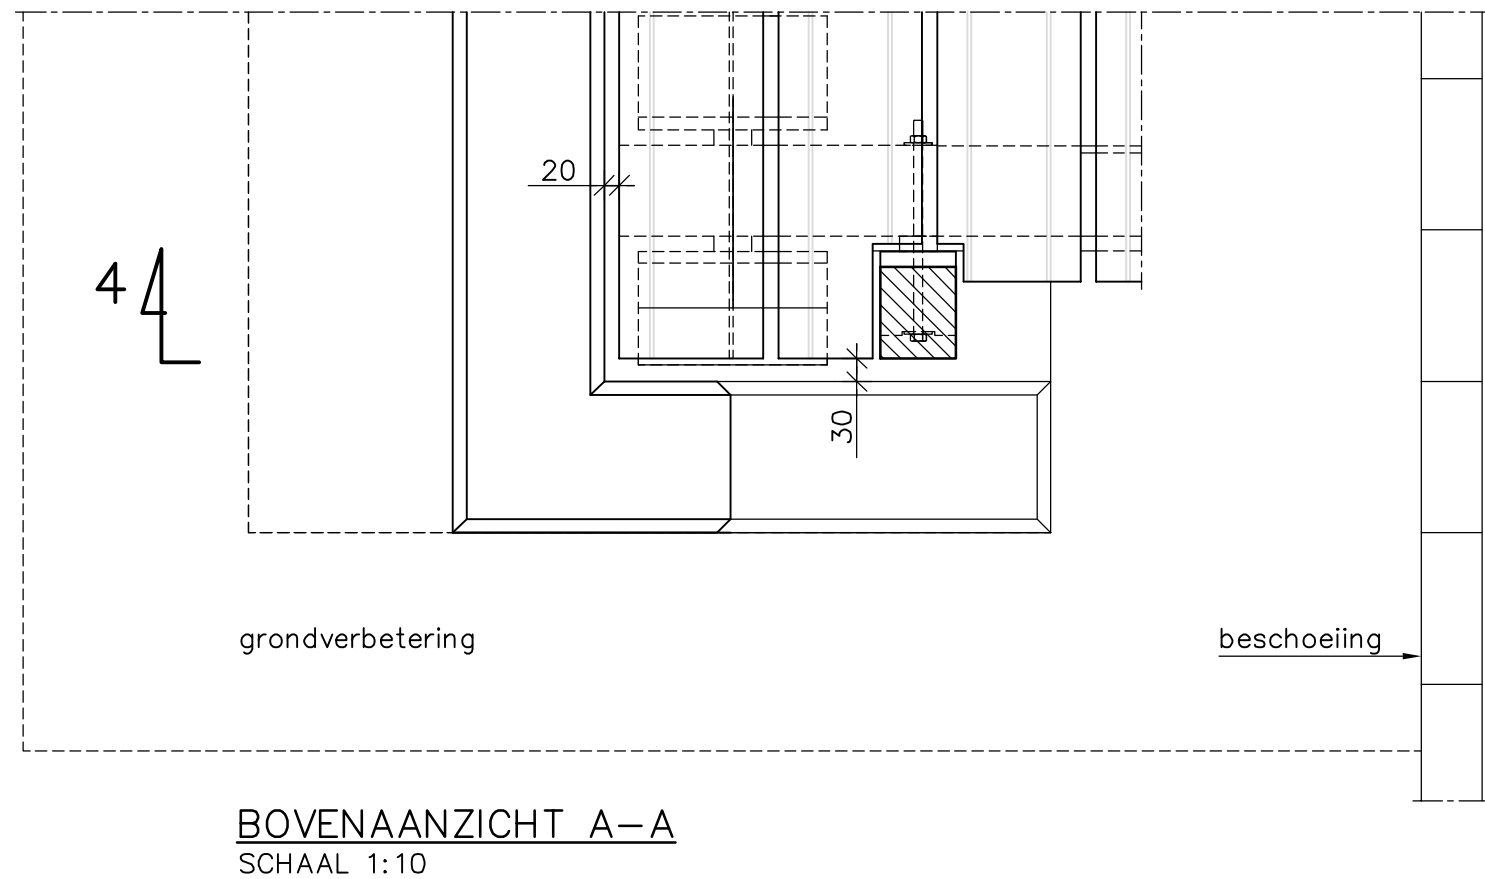 20
4
30
grondverbetering
beschoeiing
BOVENAANZICHT A-A
SCHAAL 1:10